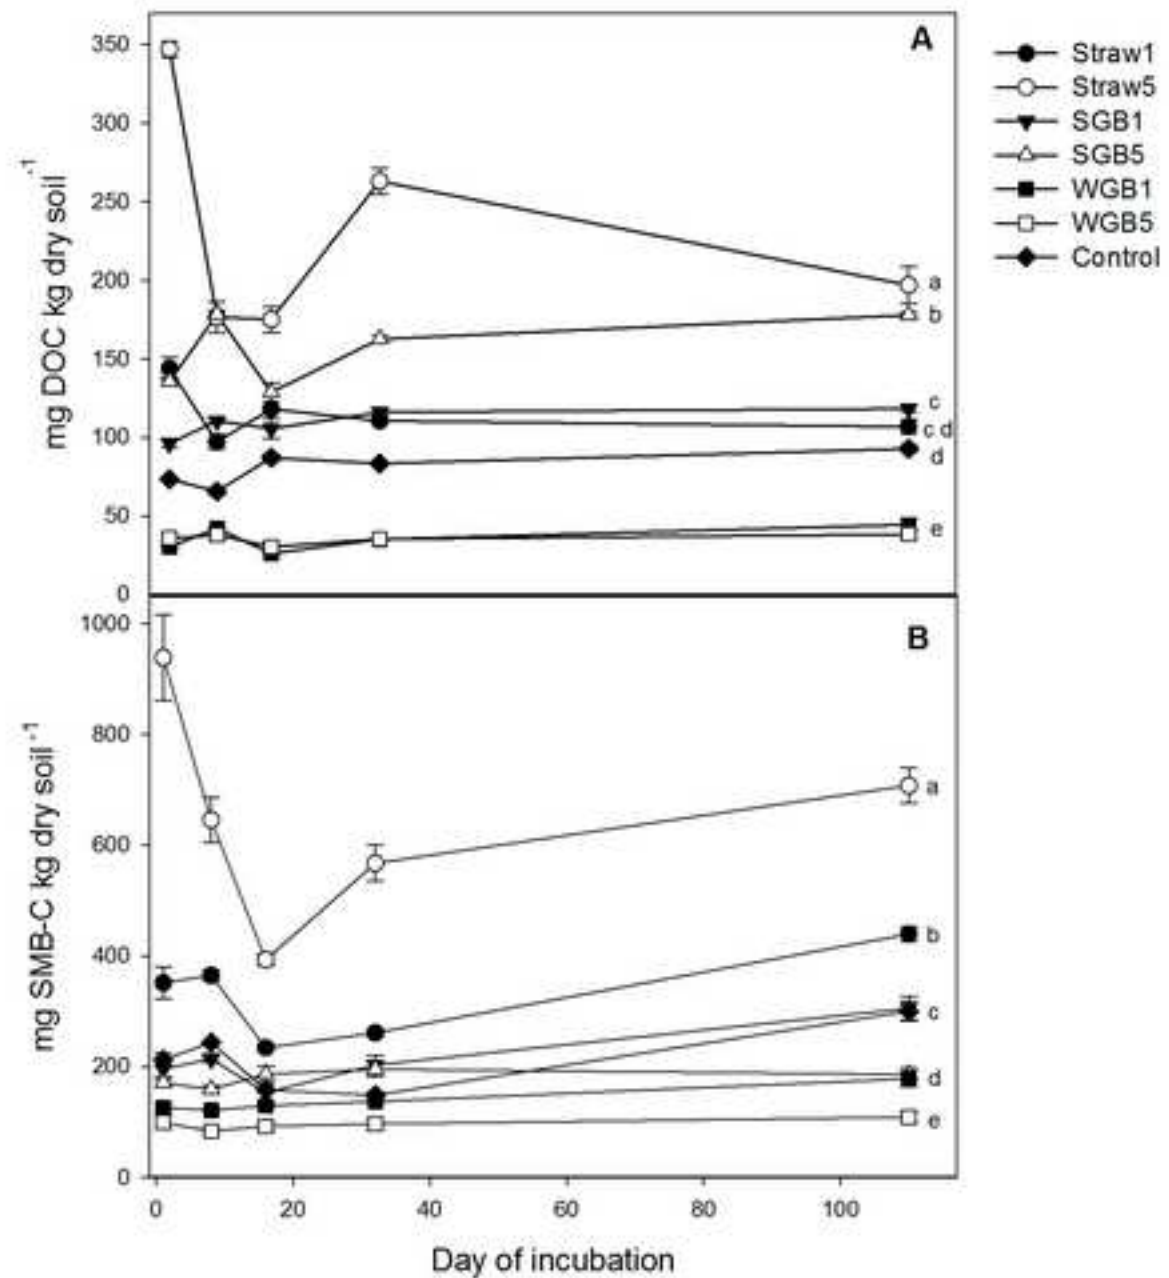 A
350
300
250
200
150
100
50
0
mg DOC kg dry soil-1
a
b
c
c d
d
e
Straw1
Straw5
SGB1
SGB5
WGB1
WGB5
Control
B
1000
800
600
400
200
0
mg SMB-C kg dry soil-1
a
b
c
d
e
0 20 40 60 80 100
Day of incubation